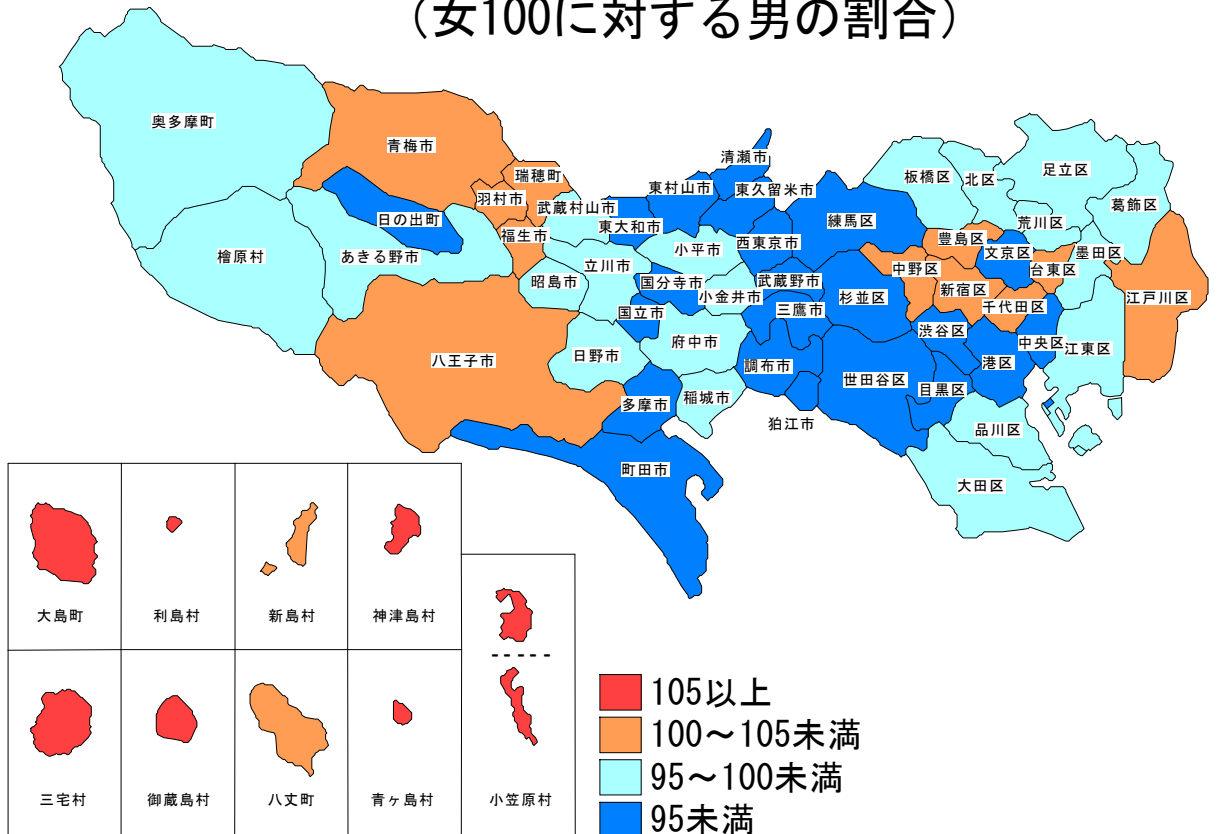 (女100に対する男の割合)
奥多摩町
青梅市
瑞穂町
羽村市
武蔵村山市
福生市
日の出町
あきる野市
檜原村
昭島市
立川市
東大和市
東村山市
清瀬市
東久留米市
小平市
西東京市
国分寺市
小金井市
武蔵野市
国立市
三鷹市
府中市
日野市
八王子市
調布市
多摩市
稲城市
狛江市
町田市
板橋区
北区
足立区
葛飾区
荒川区
練馬区
豊島区
文京区
台東区
墨田区
中野区
新宿区
千代田区
江戸川区
杉並区
渋谷区
中央区
江東区
港区
世田谷区
目黒区
品川区
大田区
大島町
利島村
新島村
神津島村
三宅村
御蔵島村
八丈町
青ヶ島村
小笠原村
105以上
100~105未満
95~100未満
95未満